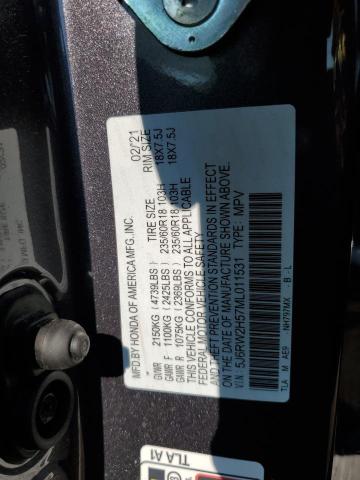 MFD. BY HONDA OF AMERICA MFG., INC. 02/'21
TIRE SIZE RIM SIZE
GVWR 2150KG (4739LBS)
GAWR F 1100KG (2425LBS) 235/60R18 103H 18X7.5J
GAWR R 1075KG (2369LBS) 235/60R18 103H 18X7.5J
THIS VEHICLE CONFORMS TO ALL APPLICABLE
FEDERAL MOTOR VEHICLE SAFETY
AND THEFT PREVENTION STANDARDS IN EFFECT
ON THE DATE OF MANUFACTURE SHOWN ABOVE.
V.I.N. 5J6RW2H57ML011531 TYPE: MPV
TLA M AE9 NH797MX B - L
TLA A1